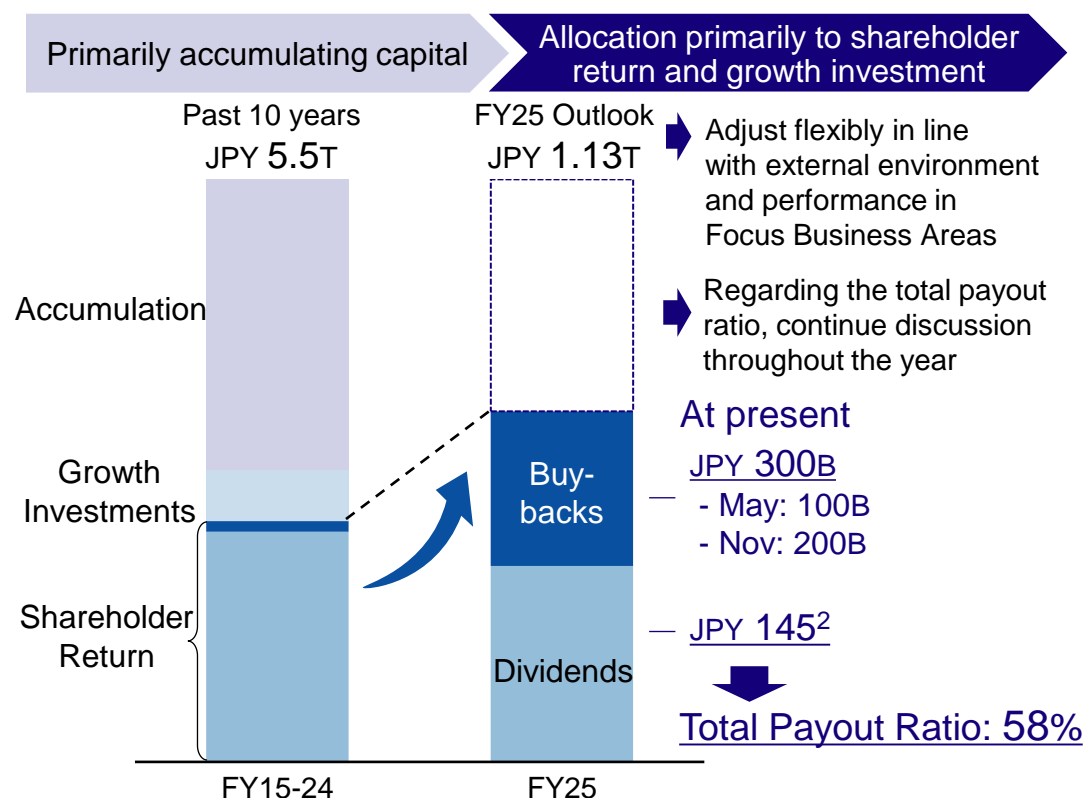 Primarily accumulating capital
Allocation primarily to shareholder
return and growth investment
Past 10 years
JPY 5.5T
FY25 Outlook
JPY 1.13T
Adjust flexibly in line
with external environment
and performance in
Focus Business Areas
Accumulation
Regarding the total payout
ratio, continue discussion
throughout the year
At present
Growth
Investments
Buy-
backs
JPY 300B
- May: 100B
- Nov: 200B
Shareholder
Return
Dividends
JPY 145²
Total Payout Ratio: 58%
FY15-24
FY25